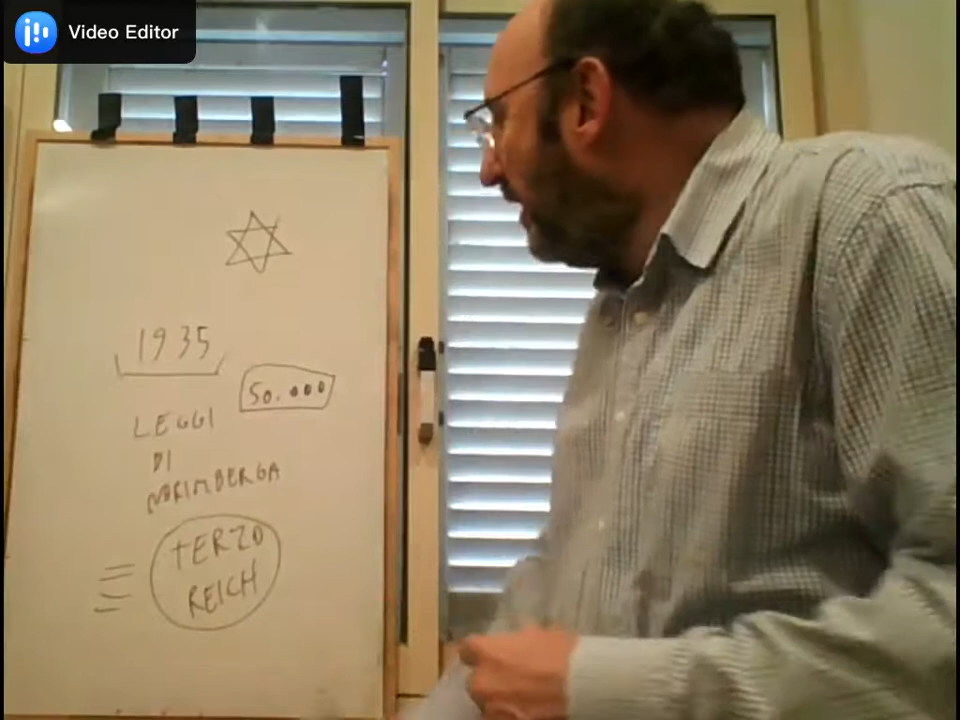 Video Editor
1935
50.000
LEGGI
DI
NORIMBERGA
TERZO
REICH